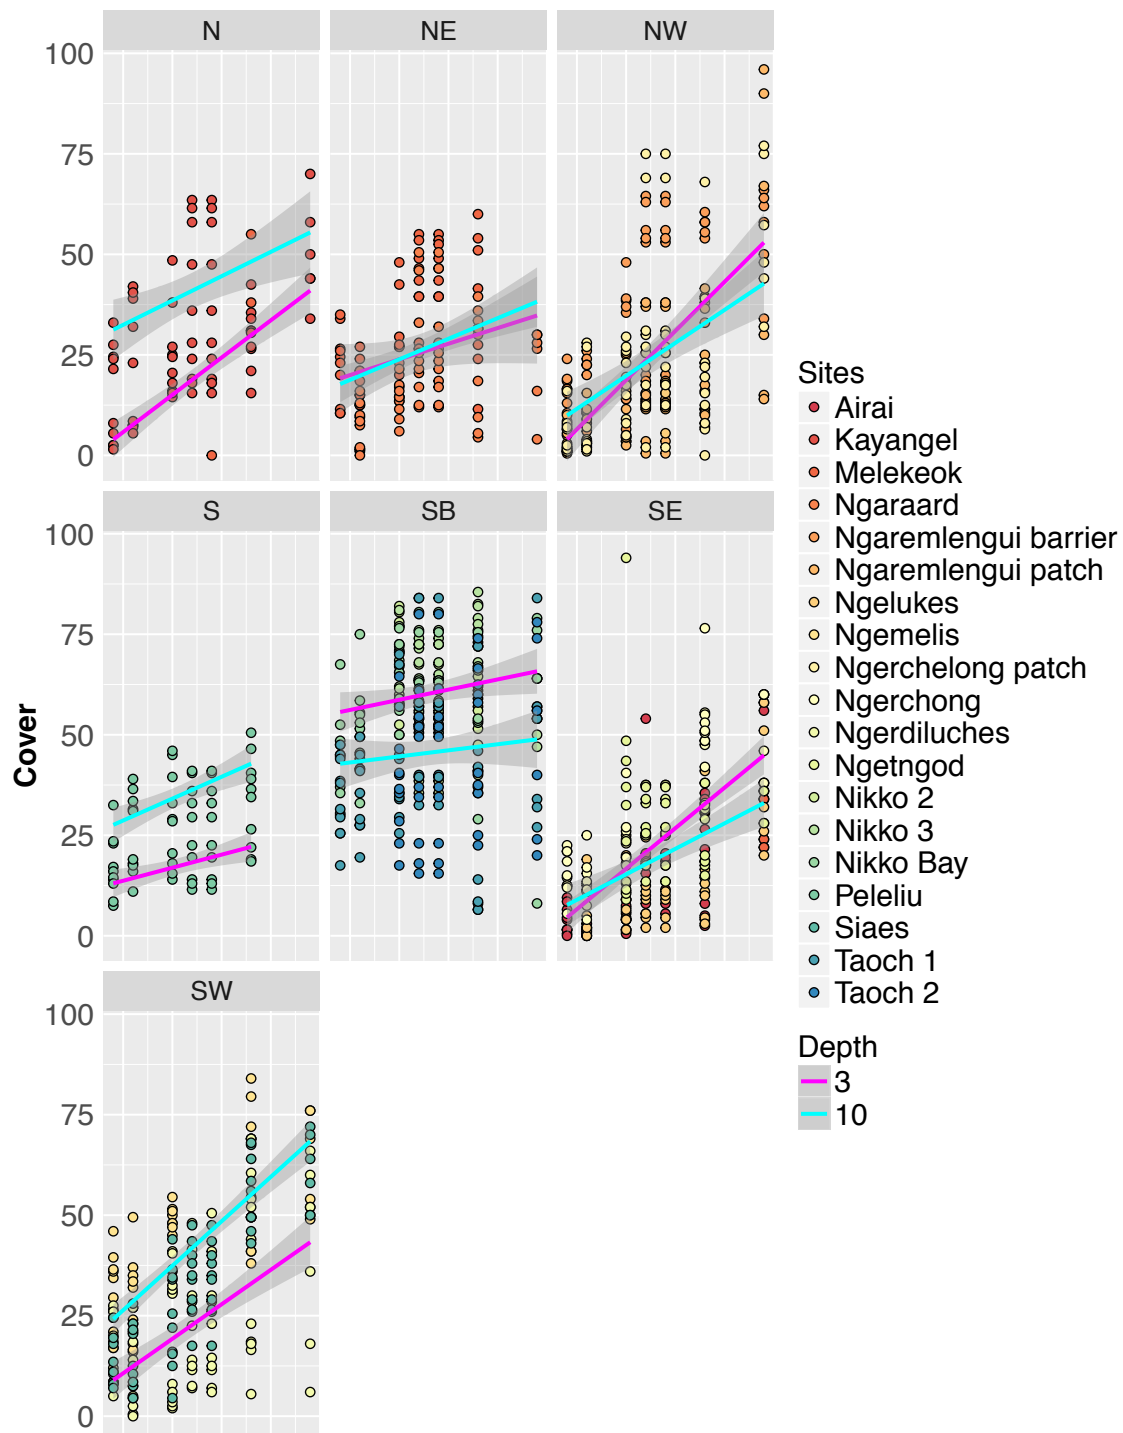 N NE NW
100
75
50
25
0
S SB SE
100
75
50
25
0
SW
100
75
50
25
0
Cover
Sites
Airai
Kayangel
Melekeok
Ngaraard
Ngaremlengui barrier
Ngaremlengui patch
Ngelukes
Ngemelis
Ngerchelong patch
Ngerchong
Ngerdiluches
Ngetngod
Nikko 2
Nikko 3
Nikko Bay
Peleliu
Siaes
Taoch 1
Taoch 2
Depth
3
10